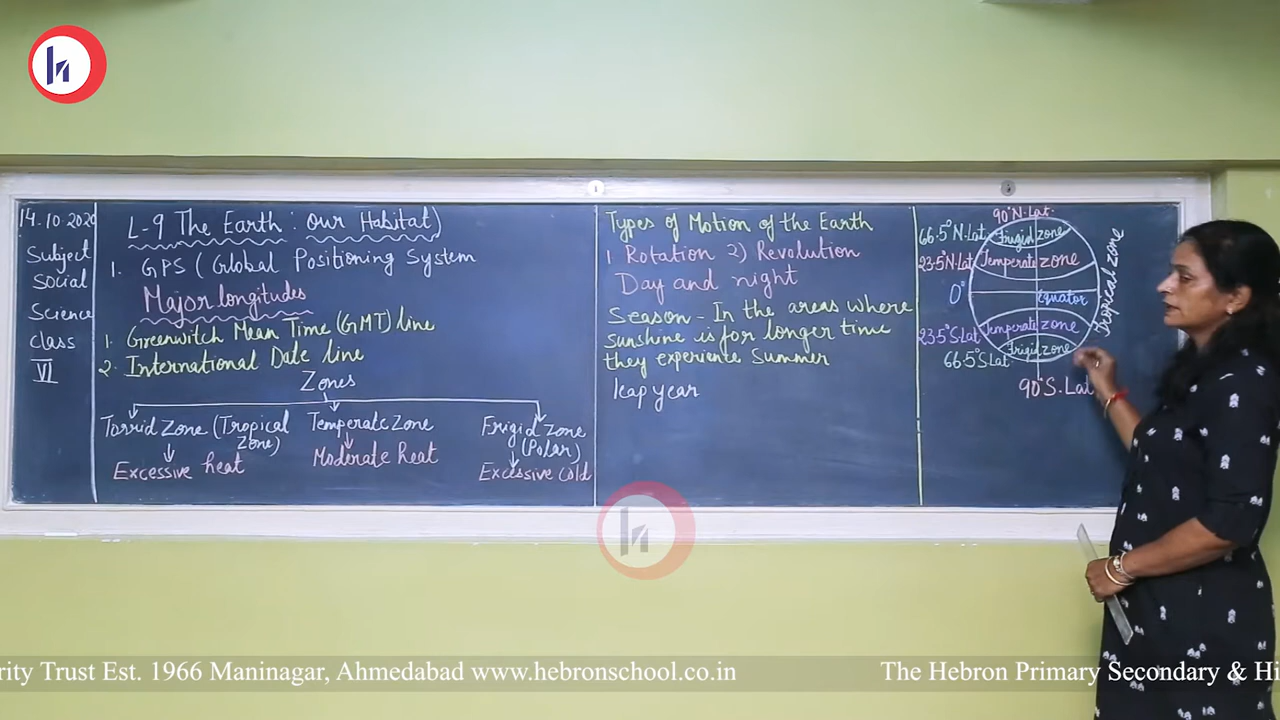 14.10.2020
Subject
Social
Science
class
VI
L-9 The Earth : our Habitat)
1. GPS ( Global Positioning System
Major longitudes
1. Greenwitch Mean Time (GMT) line
2. International Date line
Zones
Torrid Zone (Tropical Zone)
Excessive heat
Temperate Zone
Moderate heat
Frigid Zone (Polar)
Excessive cold
Types of Motion of the Earth
1 Rotation 2) Revolution
Day and night
Season - In the areas where
sunshine is for longer time
they experience Summer
leap year
90° N. Lat.
66.5° N. Lat
Frigid zone
23.5° N. Lat
Temperate zone
0°
Equator
Tropical zone
23.5° S. Lat
Temperate zone
66.5° S. Lat
Frigid zone
90° S. Lat
rity Trust Est. 1966 Maninagar, Ahmedabad www.hebronschool.co.in
The Hebron Primary Secondary & Hi